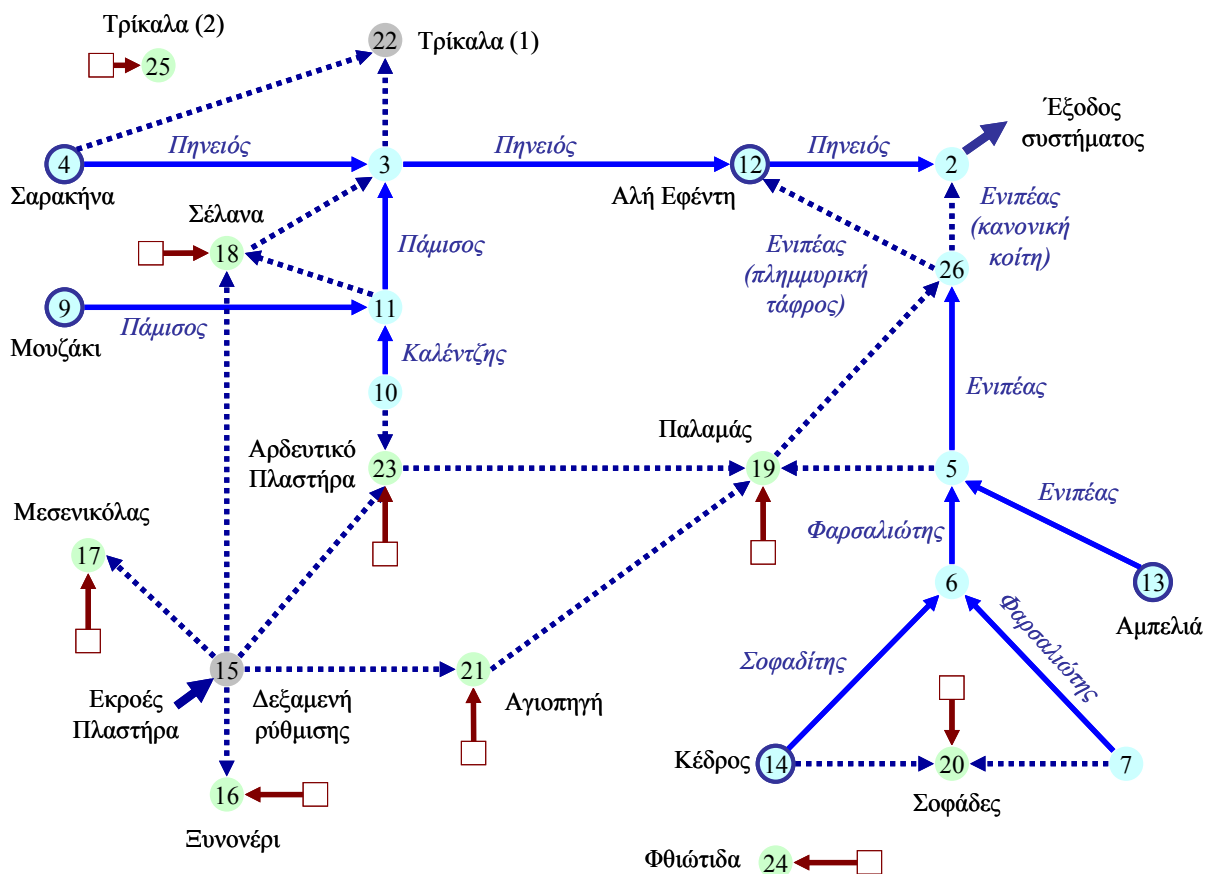 Τρίκαλα (2)
25
22
Τρίκαλα (1)
Έξοδος
συστήματος
Πηνειός
Πηνειός
Πηνειός
4
3
12
2
Σαρακήνα
Αλή Εφέντη
Σέλανα
18
Πάμισος
Ενιπέας
(κανονική
κοίτη)
Ενιπέας
(πλημμυρική
τάφρος)
26
9
11
Μουζάκι
Πάμισος
Καλέντζης
10
Ενιπέας
Αρδευτικό
Πλαστήρα
23
Παλαμάς
19
5
Ενιπέας
Μεσενικόλας
17
Φαρσαλιώτης
6
13
Αμπελιά
Σοφαδίτης
Φαρσαλιώτης
15
21
Εκροές
Πλαστήρα
Δεξαμενή
ρύθμισης
Αγιοπηγή
Κέδρος
14
20
7
Σοφάδες
16
Ξυνονέρι
Φθιώτιδα
24